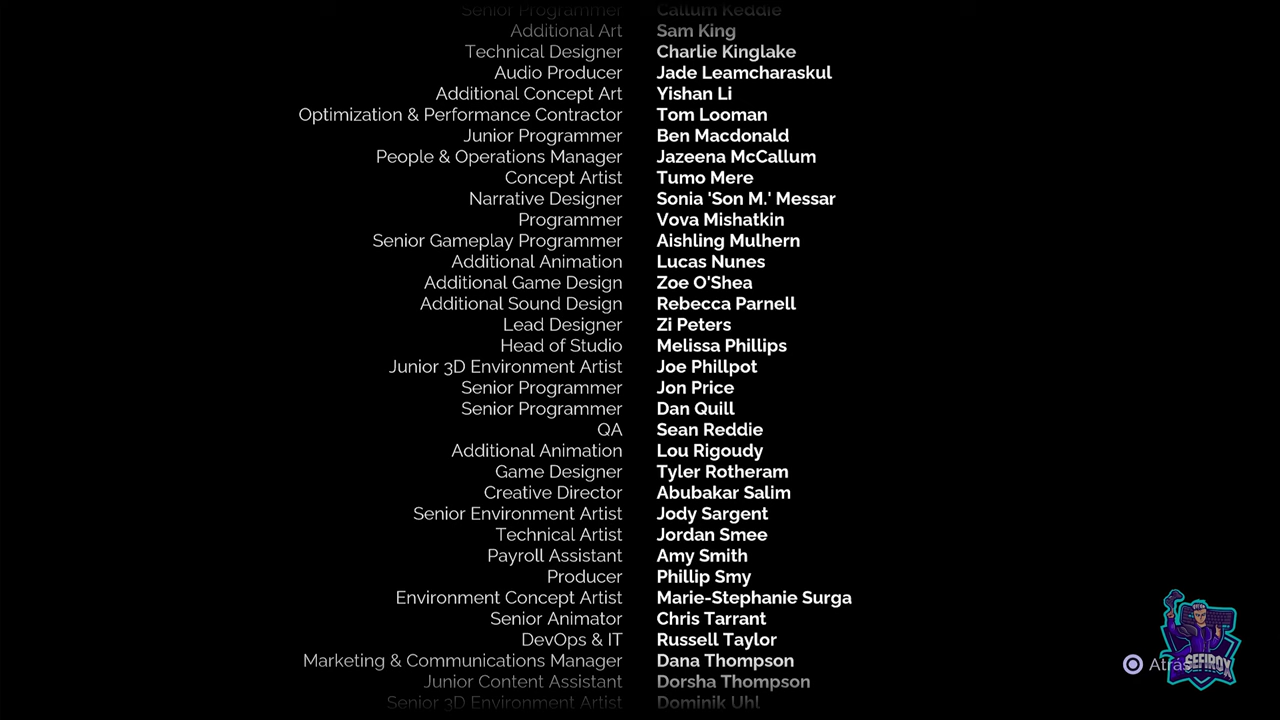 Senior Programmer Callum Keddie
Additional Art Sam King
Technical Designer Charlie Kinglake
Audio Producer Jade Leamcharaskul
Additional Concept Art Yishan Li
Optimization & Performance Contractor Tom Looman
Junior Programmer Ben Macdonald
People & Operations Manager Jazeena McCallum
Concept Artist Tumo Mere
Narrative Designer Sonia 'Son M.' Messar
Programmer Vova Mishatkin
Senior Gameplay Programmer Aishling Mulhern
Additional Animation Lucas Nunes
Additional Game Design Zoe O'Shea
Additional Sound Design Rebecca Parnell
Lead Designer Zi Peters
Head of Studio Melissa Phillips
Junior 3D Environment Artist Joe Phillpot
Senior Programmer Jon Price
Senior Programmer Dan Quill
QA Sean Reddie
Additional Animation Lou Rigoudy
Game Designer Tyler Rotheram
Creative Director Abubakar Salim
Senior Environment Artist Jody Sargent
Technical Artist Jordan Smee
Payroll Assistant Amy Smith
Producer Phillip Smy
Environment Concept Artist Marie-Stephanie Surga
Senior Animator Chris Tarrant
DevOps & IT Russell Taylor
Marketing & Communications Manager Dana Thompson
Junior Content Assistant Dorsha Thompson
Senior 3D Environment Artist Dominik Uhl
Atrás
SEFIROX